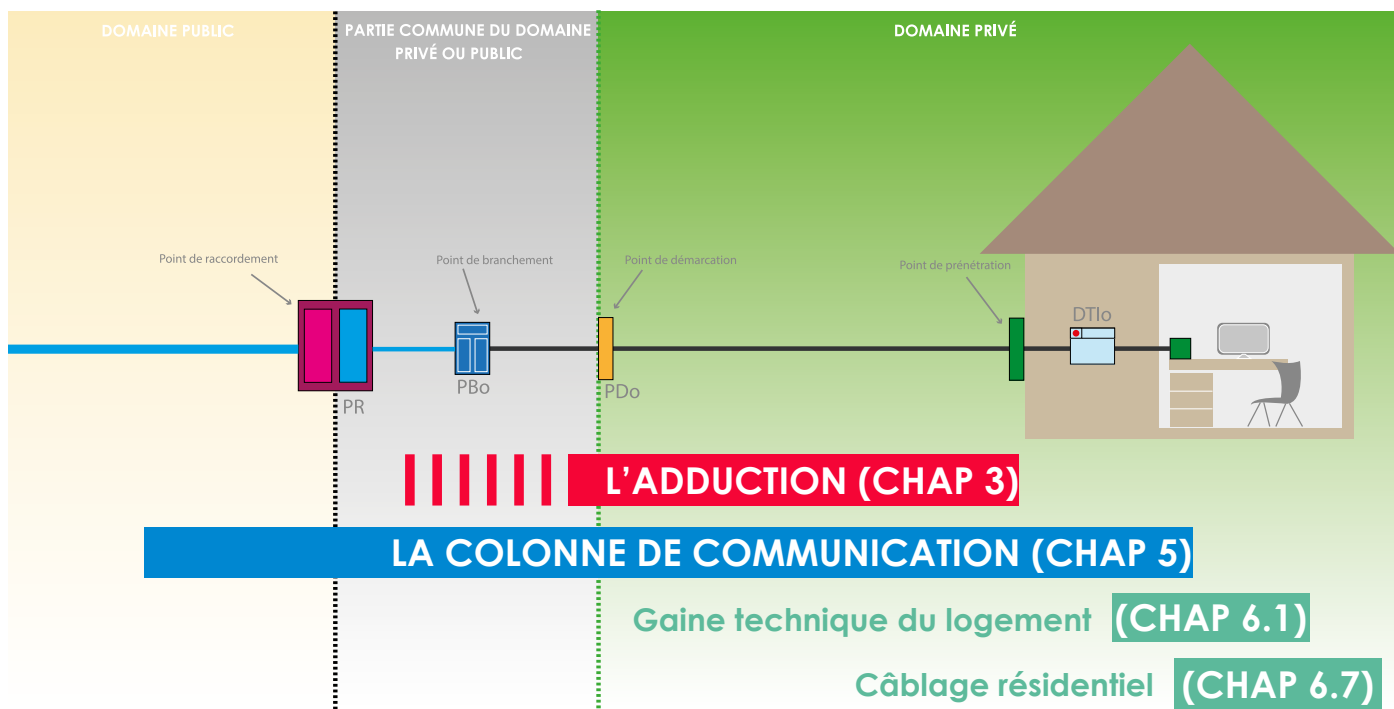 DOMAINE PUBLIC
PARTIE COMMUNE DU DOMAINE
PRIVÉ OU PUBLIC
DOMAINE PRIVÉ
Point de raccordement
Point de branchement
Point de démarcation
Point de prénétration
DTIo
PR
PBo
PDo
L’ADDUCTION (CHAP 3)
LA COLONNE DE COMMUNICATION (CHAP 5)
Gaine technique du logement (CHAP 6.1)
Câblage résidentiel (CHAP 6.7)